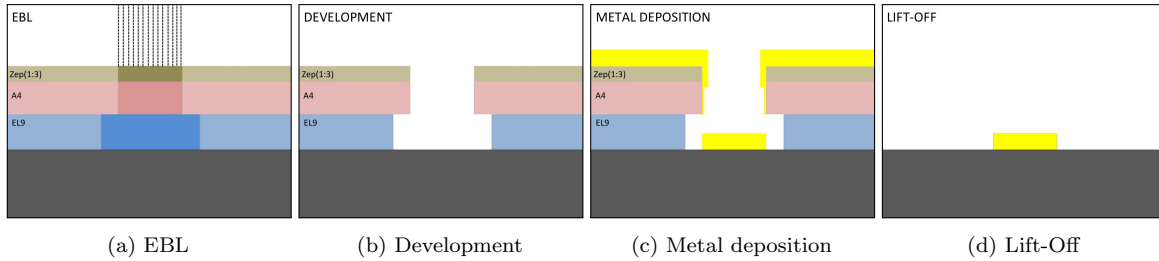 EBL
Zep(1:3)
A4
EL9
DEVELOPMENT
Zep(1:3)
A4
EL9
METAL DEPOSITION
Zep(1:3)
A4
EL9
LIFT-OFF
(a) EBL
(b) Development
(c) Metal deposition
(d) Lift-Off